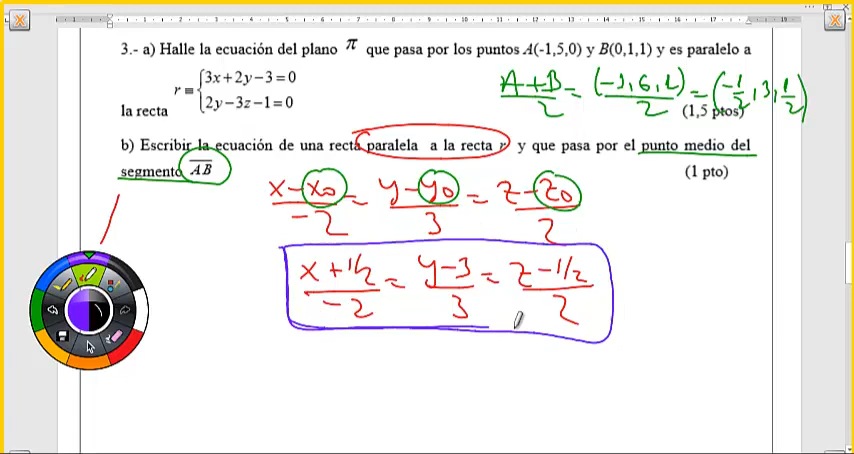 3.- a) Halle la ecuación del plano π que pasa por los puntos A(-1,5,0) y B(0,1,1) y es paralelo a
la recta r ≡ { 3x + 2y − 3 = 0
2y − 3z − 1 = 0
(1,5 ptos)
A+B/2 = (-1,6,1)/2 = (-1/2, 3, 1/2)
b) Escribir la ecuación de una recta paralela a la recta r y que pasa por el punto medio del
segmento AB (1 pto)
x-x0/-2 = y-y0/3 = z-z0/2
x+1/2/-2 = y-3/3 = z-1/2/2